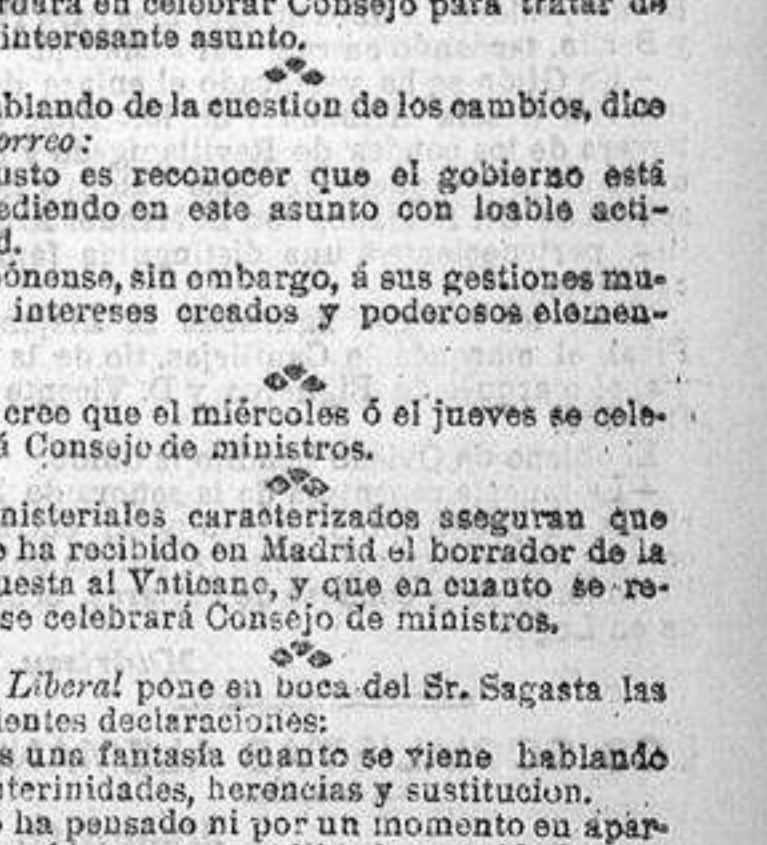 en celebrar Consejo para tratar de
interesante asunto.
ablando de la cuestion de los cambios, dice
orreo:
usto es reconocer que el gobierno está
ediendo en este asunto con loable acti-
d.
pónense, sin embargo, á sus gestiones mu-
intereses creados y poderosos elemen-
cree que el miércoles ó el jueves se cele-
á Consejo de ministros.
nisteriales caracterizados aseguran que
o ha recibido en Madrid el borrador de la
uesta al Vaticano, y que en cuanto se re-
se celebrará Consejo de ministros.
Liberal pone en boca del Sr. Sagasta las
ientes declaraciones:
s una fantasía cuanto se viene hablando
nterinidades, herencias y sustitucion.
o ha pensado ni por un momento en apar-